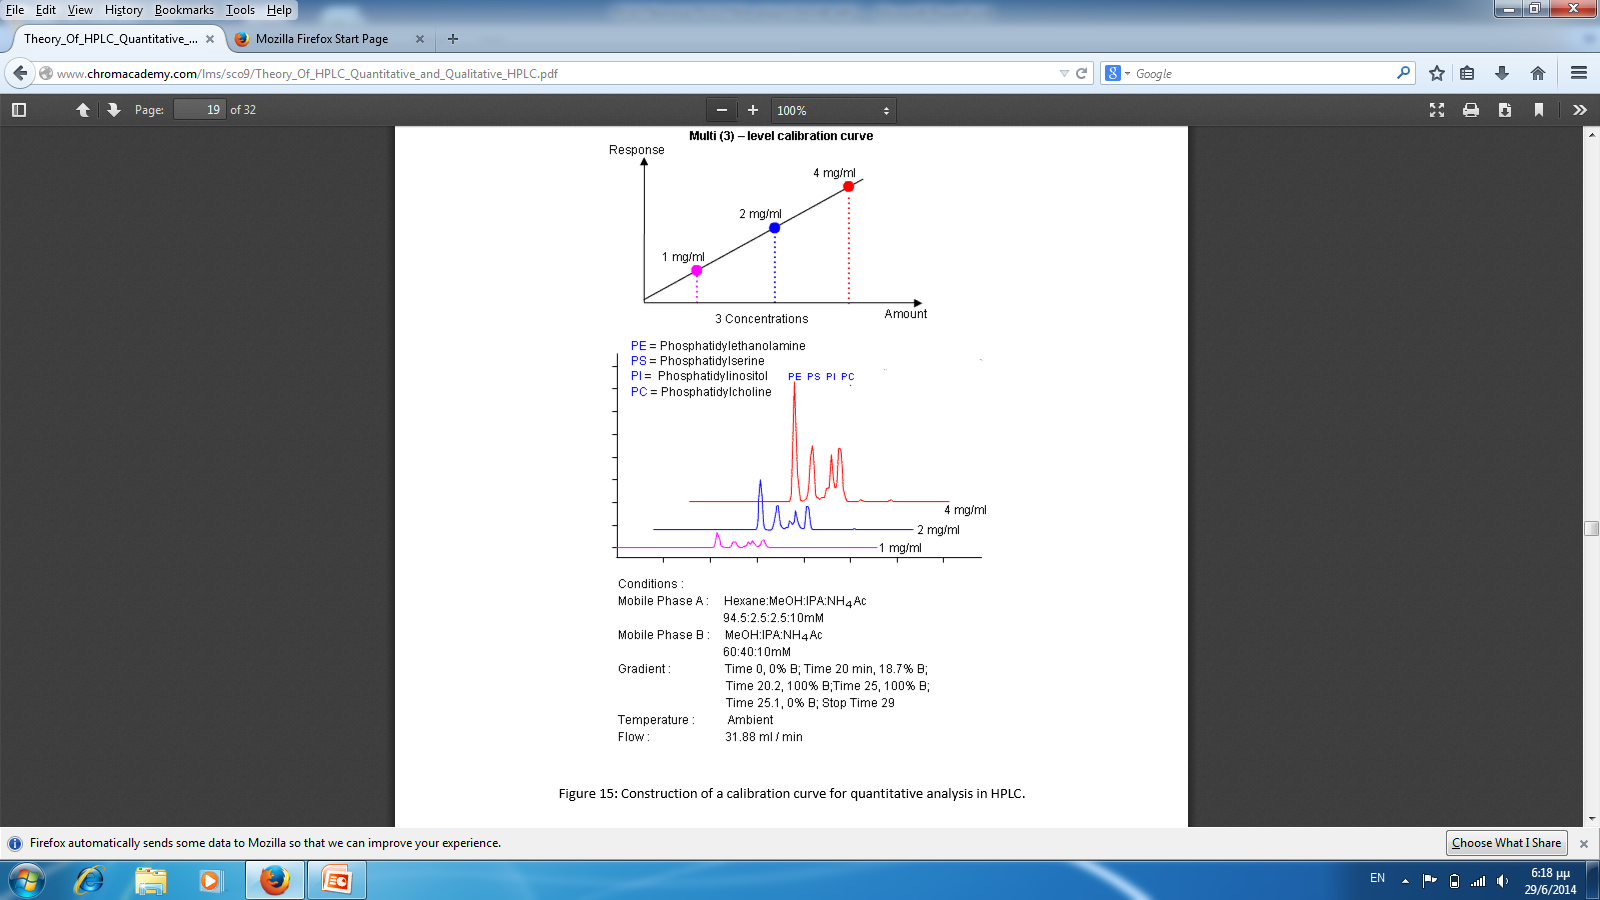 File Edit View History Bookmarks Tools Help
Theory_Of_HPLC_Quantitative_...
Mozilla Firefox Start Page
www.chromacademy.com/lms/sco9/Theory_Of_HPLC_Quantitative_and_Qualitative_HPLC.pdf
Google
Page: 19 of 32
100%
Multi (3) – level calibration curve
Response
4 mg/ml
2 mg/ml
1 mg/ml
Amount
3 Concentrations
PE = Phosphatidylethanolamine
PS = Phosphatidylserine
PI = Phosphatidylinositol
PE PS PI PC
PC = Phosphatidylcholine
4 mg/ml
2 mg/ml
1 mg/ml
Conditions :
Mobile Phase A : Hexane:MeOH:IPA:NH4Ac
94.5:2.5:2.5:10mM
Mobile Phase B : MeOH:IPA:NH4Ac
60:40:10mM
Gradient : Time 0, 0% B; Time 20 min, 18.7% B;
Time 20.2, 100% B;Time 25, 100% B;
Time 25.1, 0% B; Stop Time 29
Temperature : Ambient
Flow : 31.88 ml / min
Figure 15: Construction of a calibration curve for quantitative analysis in HPLC.
Firefox automatically sends some data to Mozilla so that we can improve your experience.
Choose What I Share
EN
6:18 μμ
29/6/2014